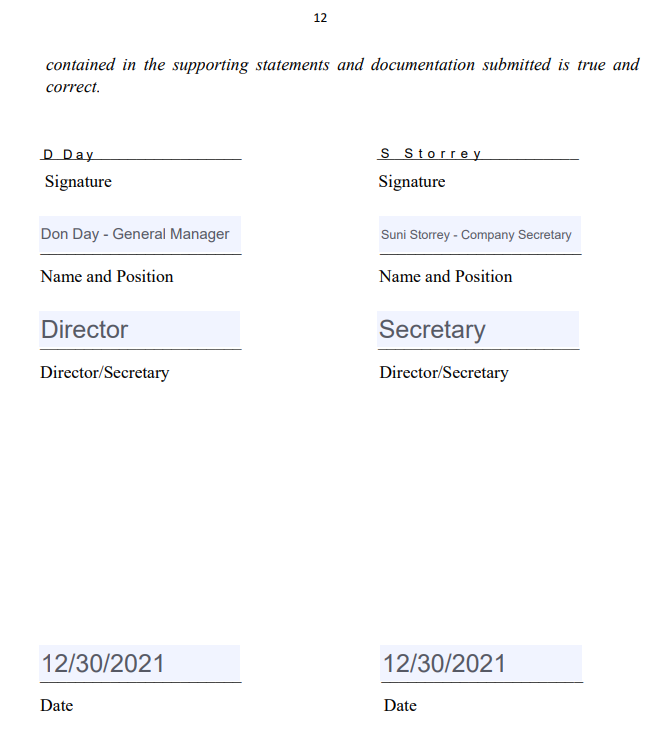 12
contained in the supporting statements and documentation submitted is true and
correct.
D Day S Storrey
Signature Signature
Don Day - General Manager Suni Storrey - Company Secretary
Name and Position Name and Position
Director Secretary
Director/Secretary Director/Secretary
12/30/2021 12/30/2021
Date Date